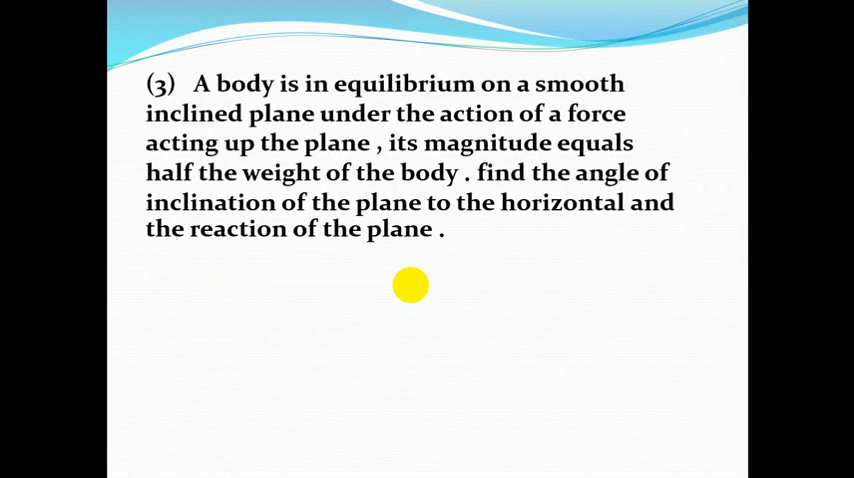 (3) A body is in equilibrium on a smooth
inclined plane under the action of a force
acting up the plane , its magnitude equals
half the weight of the body . find the angle of
inclination of the plane to the horizontal and
the reaction of the plane .